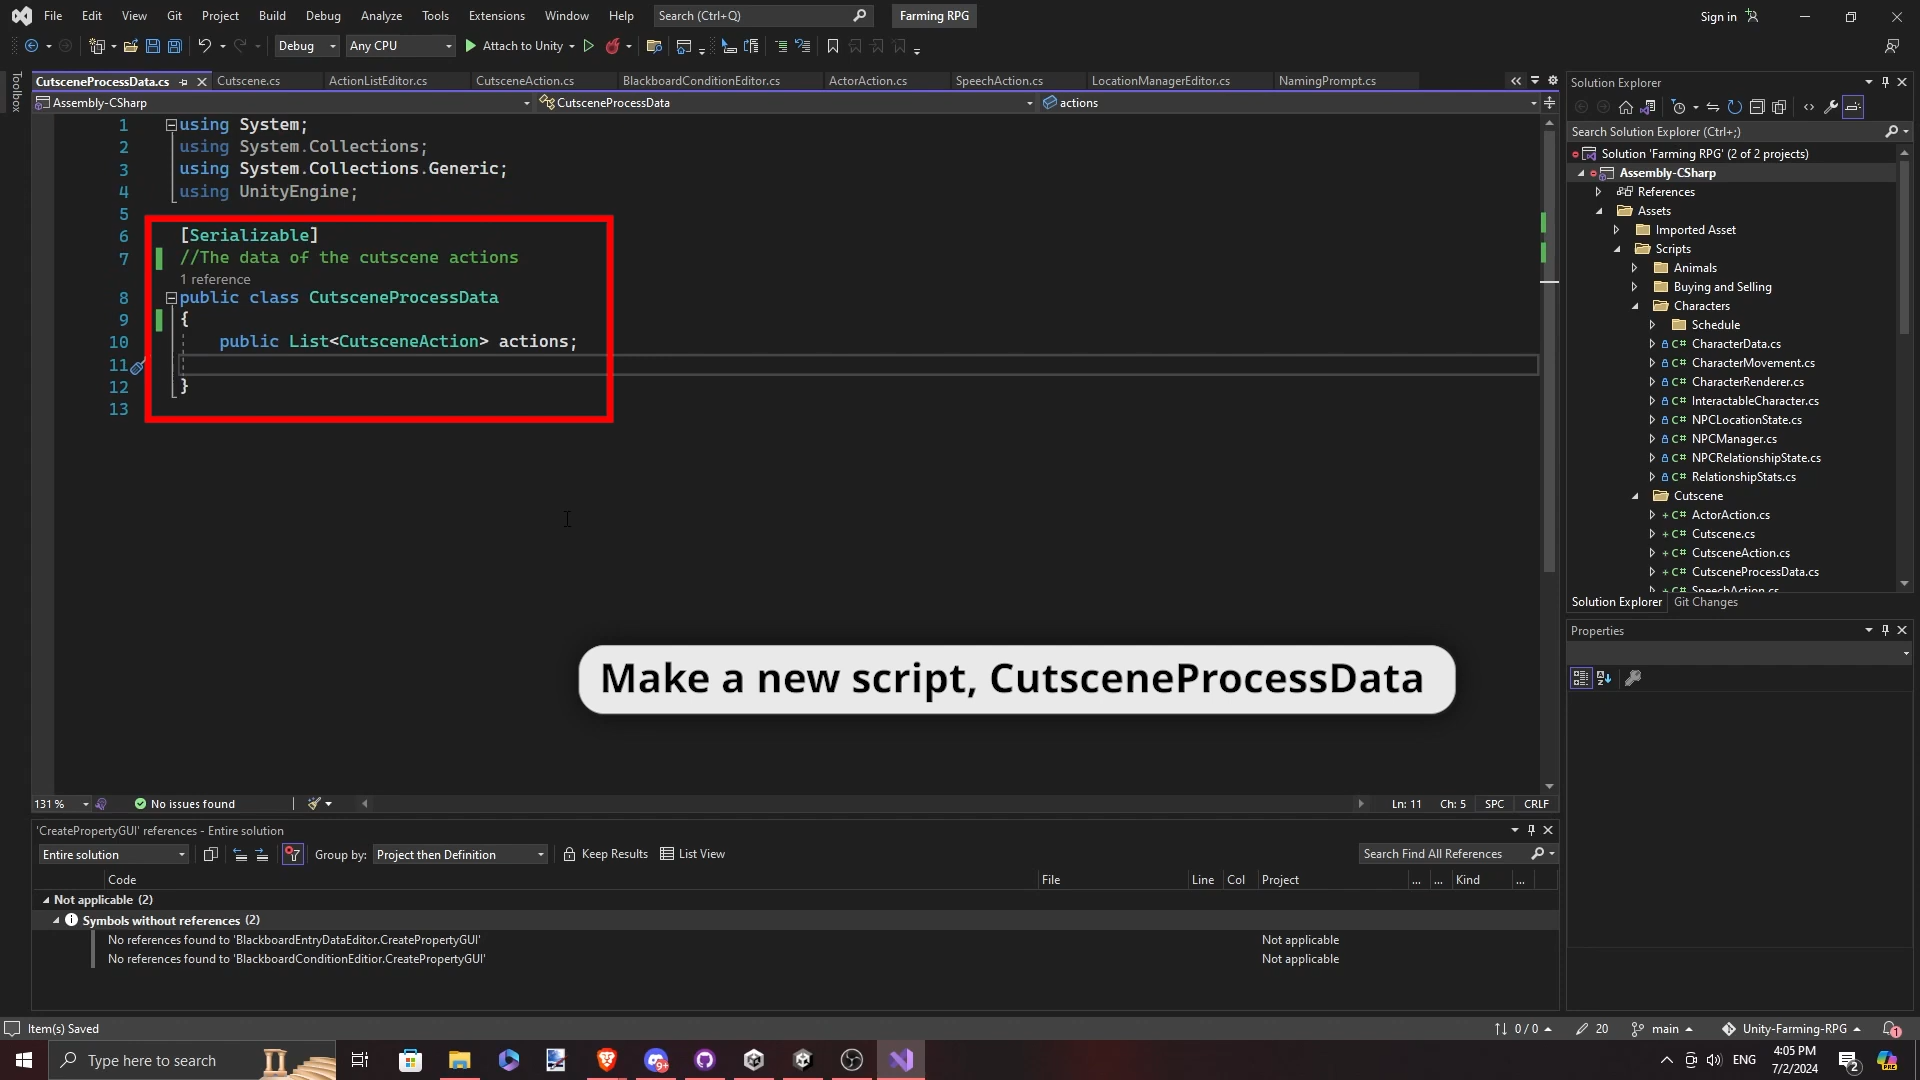 File Edit View Git Project Build Debug Analyze Tools Extensions Window Help Search (Ctrl+Q) Farming RPG Sign in
Debug Any CPU Attach to Unity
Toolbox
CutsceneProcessData.cs Cutscene.cs ActionListEditor.cs CutsceneAction.cs BlackboardConditionEditor.cs ActorAction.cs SpeechAction.cs LocationManagerEditor.cs NamingPrompt.cs
Assembly-CSharp CutsceneProcessData actions
1 using System;
2 using System.Collections;
3 using System.Collections.Generic;
4 using UnityEngine;
5
6 [Serializable]
7 //The data of the cutscene actions
1 reference
8 public class CutsceneProcessData
9 {
10 public List<CutsceneAction> actions;
11
12 }
13
Make a new script, CutsceneProcessData
131 % No issues found Ln: 11 Ch: 5 SPC CRLF
'CreatePropertyGUI' references - Entire solution
Entire solution Group by: Project then Definition Keep Results List View Search Find All References
Code File Line Col Project ... ... Kind ...
Not applicable (2)
Symbols without references (2)
No references found to 'BlackboardEntryDataEditor.CreatePropertyGUI' Not applicable
No references found to 'BlackboardConditionEdition.CreatePropertyGUI' Not applicable
Solution Explorer
Search Solution Explorer (Ctrl+;)
Solution 'Farming RPG' (2 of 2 projects)
Assembly-CSharp
References
Assets
Imported Asset
Scripts
Animals
Buying and Selling
Characters
Schedule
C# CharacterData.cs
C# CharacterMovement.cs
C# CharacterRenderer.cs
C# InteractableCharacter.cs
C# NPCLocationState.cs
C# NPCManager.cs
C# NPCRelationshipState.cs
C# RelationshipStats.cs
Cutscene
+ C# ActorAction.cs
+ C# Cutscene.cs
+ C# CutsceneAction.cs
+ C# CutsceneProcessData.cs
+ C# SpeechAction.cs
Solution Explorer Git Changes
Properties
Item(s) Saved 0 / 0 20 main Unity-Farming-RPG 1
Type here to search 9+ ENG 4:05 PM 2 PRE
7/2/2024